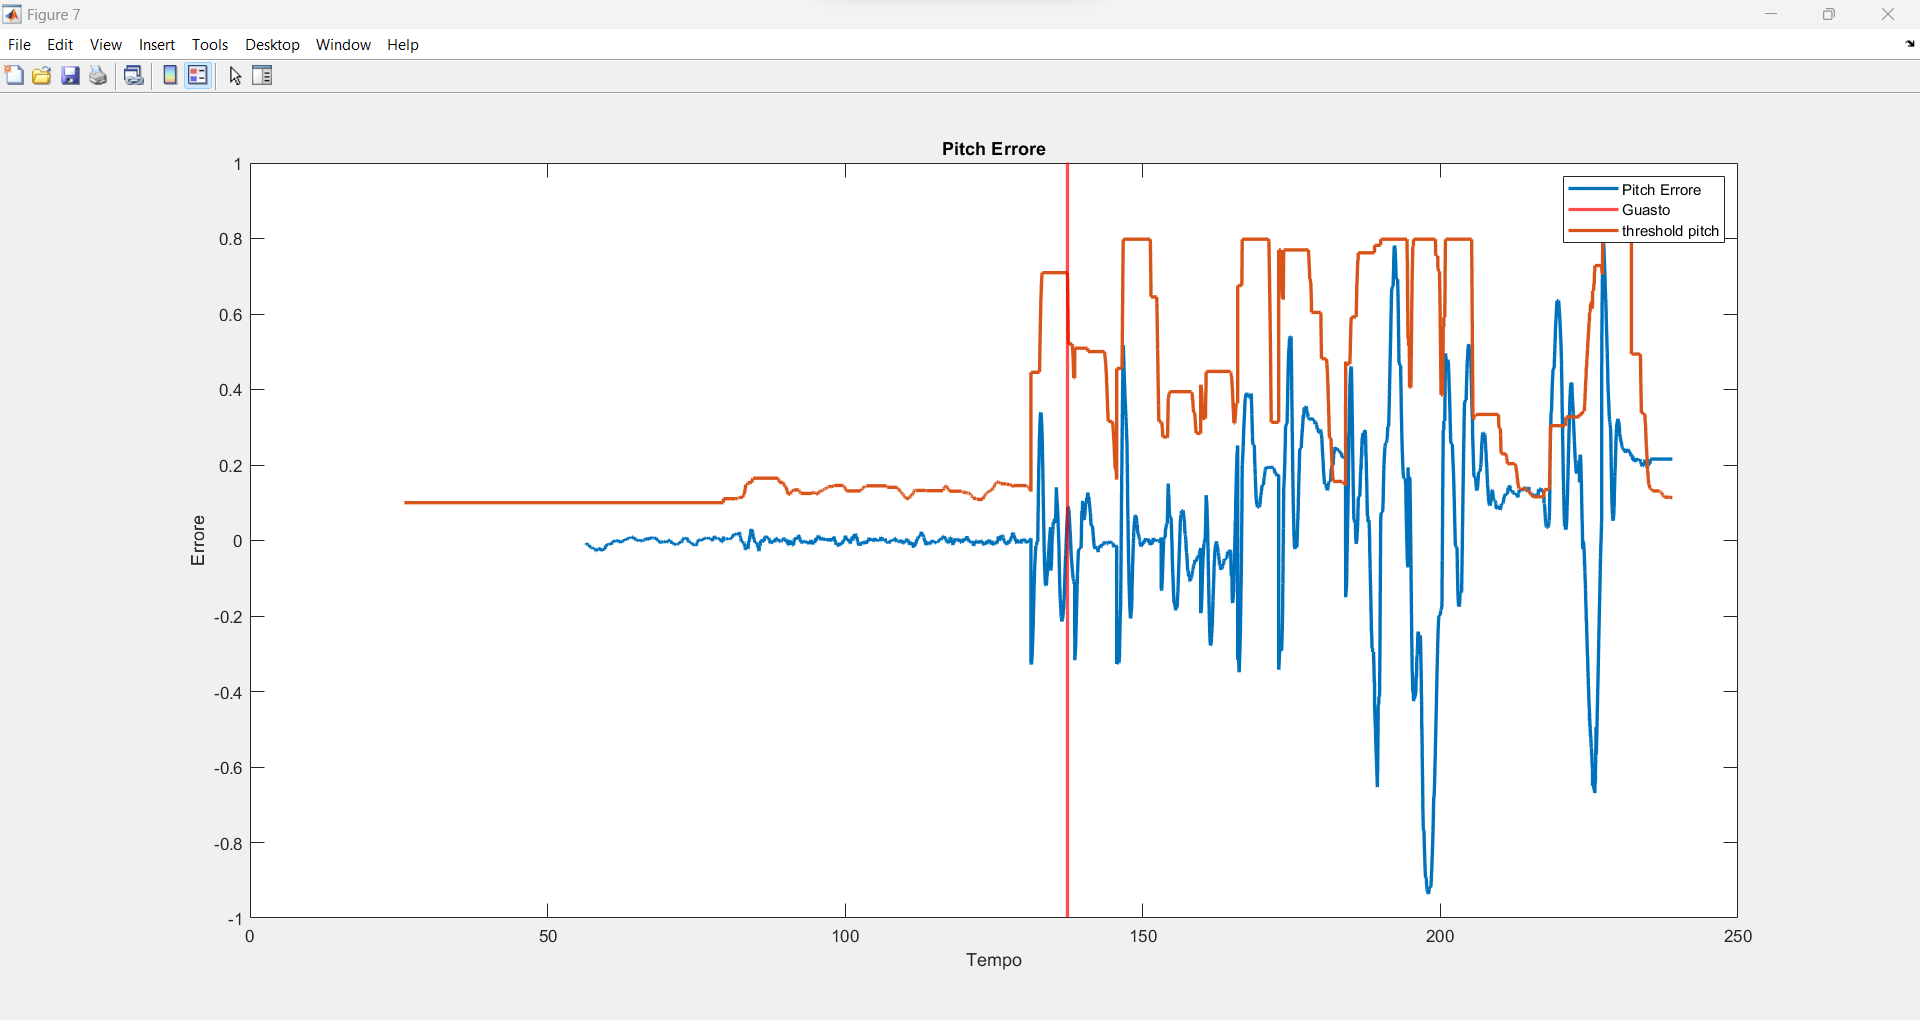 Figure 7
File Edit View Insert Tools Desktop Window Help
Pitch Errore
Pitch Errore
Guasto
threshold pitch
1
0.8
0.6
0.4
0.2
0
-0.2
-0.4
-0.6
-0.8
-1
Errore
0 50 100 150 200 250
Tempo